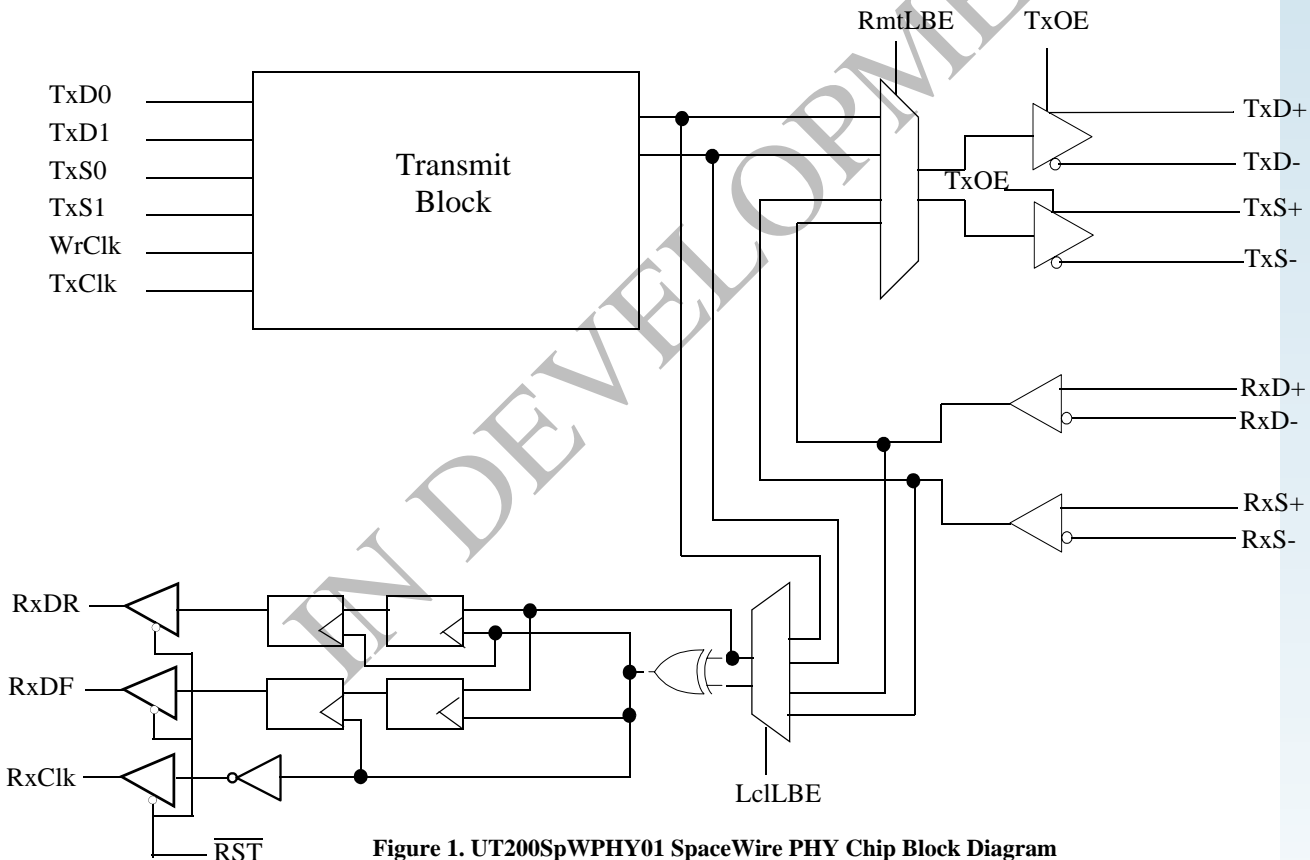 RmtLBE
TxOE
TxD0
TxD1
TxS0
TxS1
WrClk
TxClk
Transmit
Block
TxOE
TxD+
TxD-
TxS+
TxS-
RxD+
RxD-
RxS+
RxS-
RxDR
RxDF
RxClk
LclLBE
RST
IN DEVELOPME
Figure 1. UT200SpWPHY01 SpaceWire PHY Chip Block Diagram